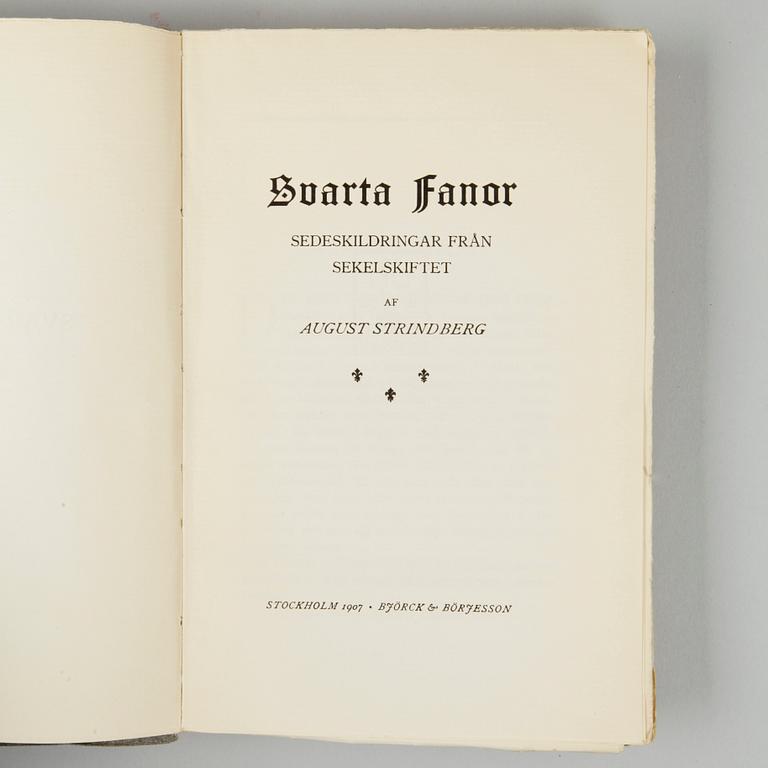 Svarta Fanor
SEDESKILDRINGAR FRÅN
SEKELSKIFTET
AF
AUGUST STRINDBERG
STOCKHOLM 1907 · BJÖRCK & BÖRJESSON